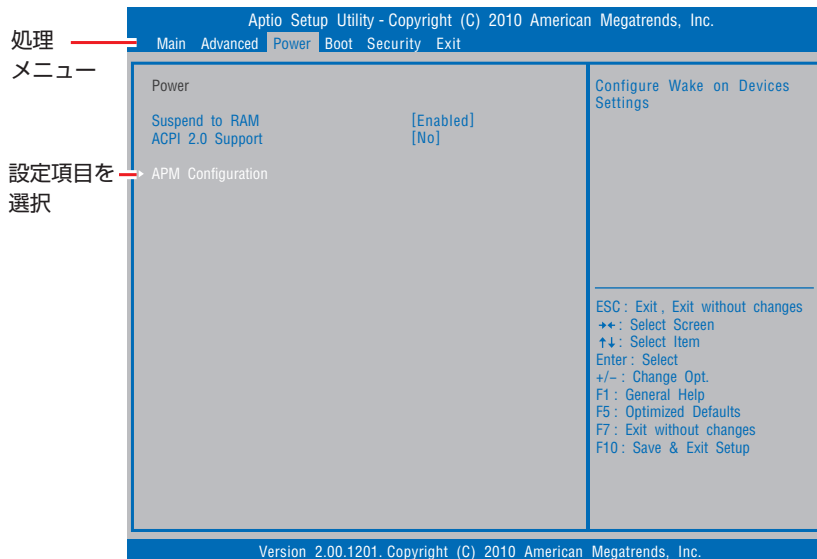 Aptio Setup Utility - Copyright (C) 2010 American Megatrends, Inc.
Main Advanced Power Boot Security Exit
処理
メニュー
Power
Suspend to RAM [Enabled]
ACPI 2.0 Support [No]
設定項目を
選択
APM Configuration
Configure Wake on Devices
Settings
ESC : Exit , Exit without changes
→← : Select Screen
↑↓ : Select Item
Enter : Select
+/− : Change Opt.
F1 : General Help
F5 : Optimized Defaults
F7 : Exit without changes
F10 : Save & Exit Setup
Version 2.00.1201. Copyright (C) 2010 American Megatrends, Inc.